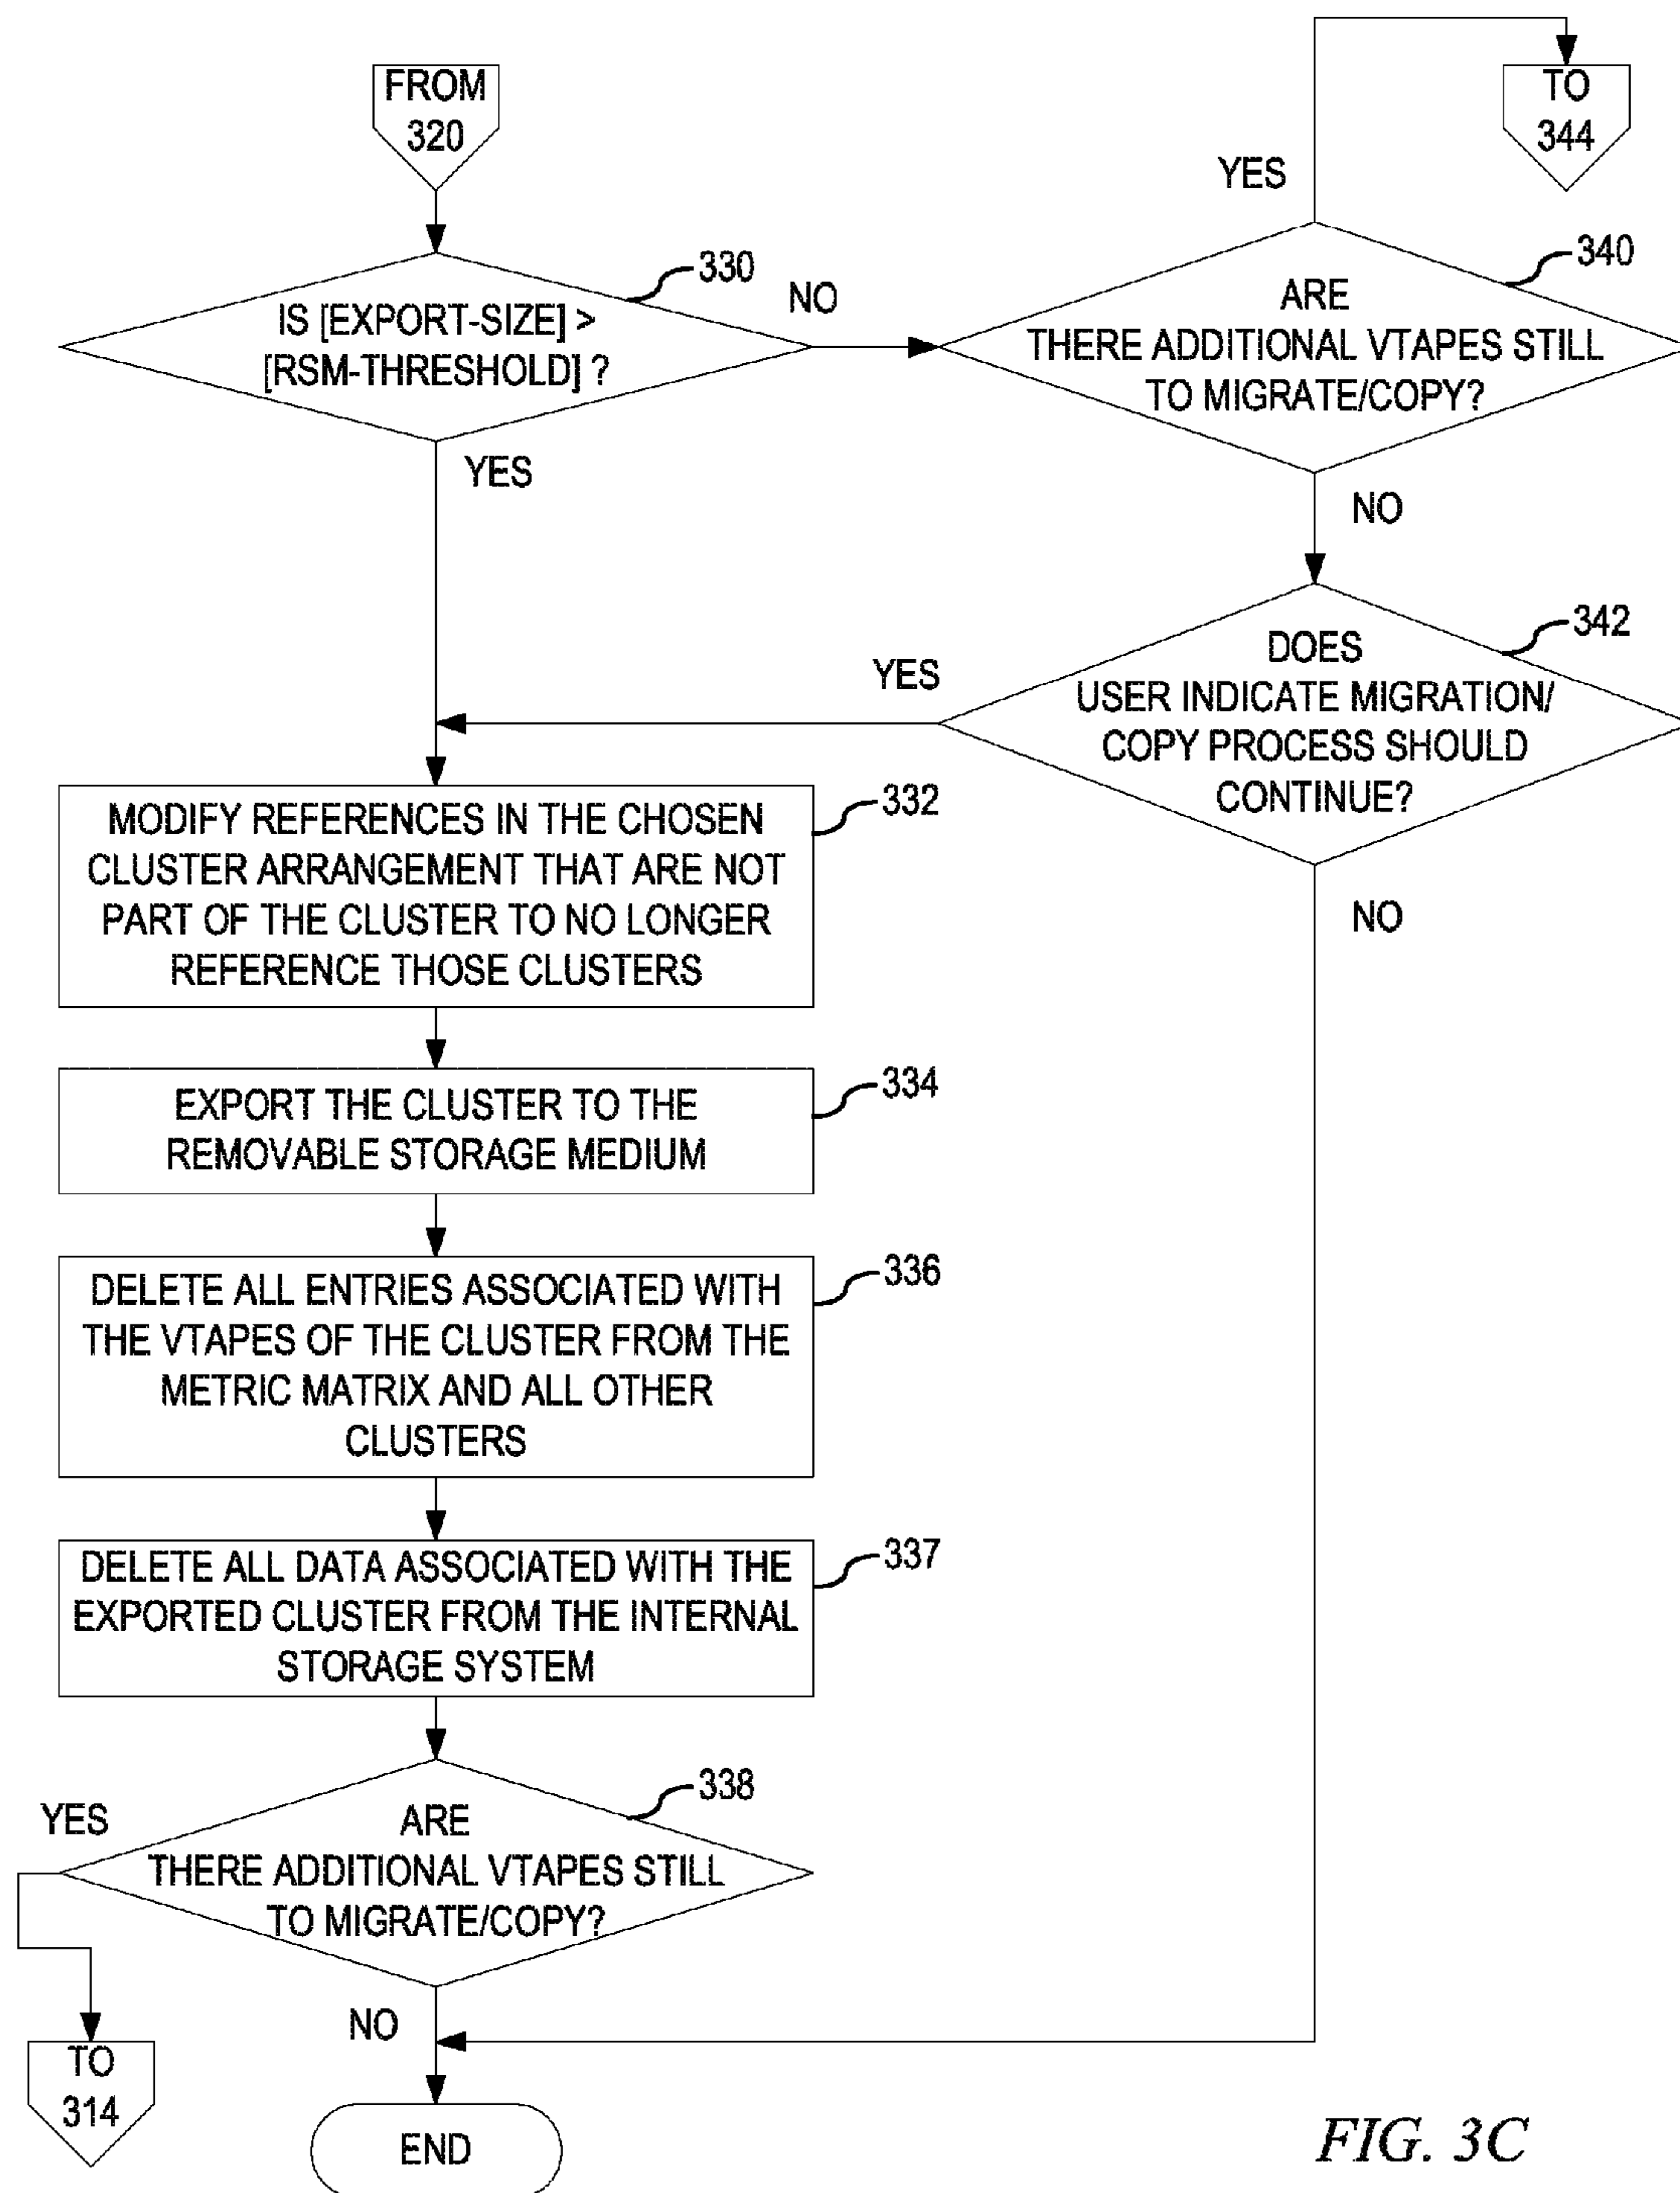 FROM
320
TO
344
YES
330
IS [EXPORT-SIZE] >
[RSM-THRESHOLD] ?
NO
YES
340
ARE
THERE ADDITIONAL VTAPES STILL
TO MIGRATE/COPY?
NO
342
DOES
USER INDICATE MIGRATION/
COPY PROCESS SHOULD
CONTINUE?
YES
NO
332
MODIFY REFERENCES IN THE CHOSEN
CLUSTER ARRANGEMENT THAT ARE NOT
PART OF THE CLUSTER TO NO LONGER
REFERENCE THOSE CLUSTERS
334
EXPORT THE CLUSTER TO THE
REMOVABLE STORAGE MEDIUM
336
DELETE ALL ENTRIES ASSOCIATED WITH
THE VTAPES OF THE CLUSTER FROM THE
METRIC MATRIX AND ALL OTHER
CLUSTERS
337
DELETE ALL DATA ASSOCIATED WITH THE
EXPORTED CLUSTER FROM THE INTERNAL
STORAGE SYSTEM
338
YES
ARE
THERE ADDITIONAL VTAPES STILL
TO MIGRATE/COPY?
NO
TO
314
END
FIG. 3C